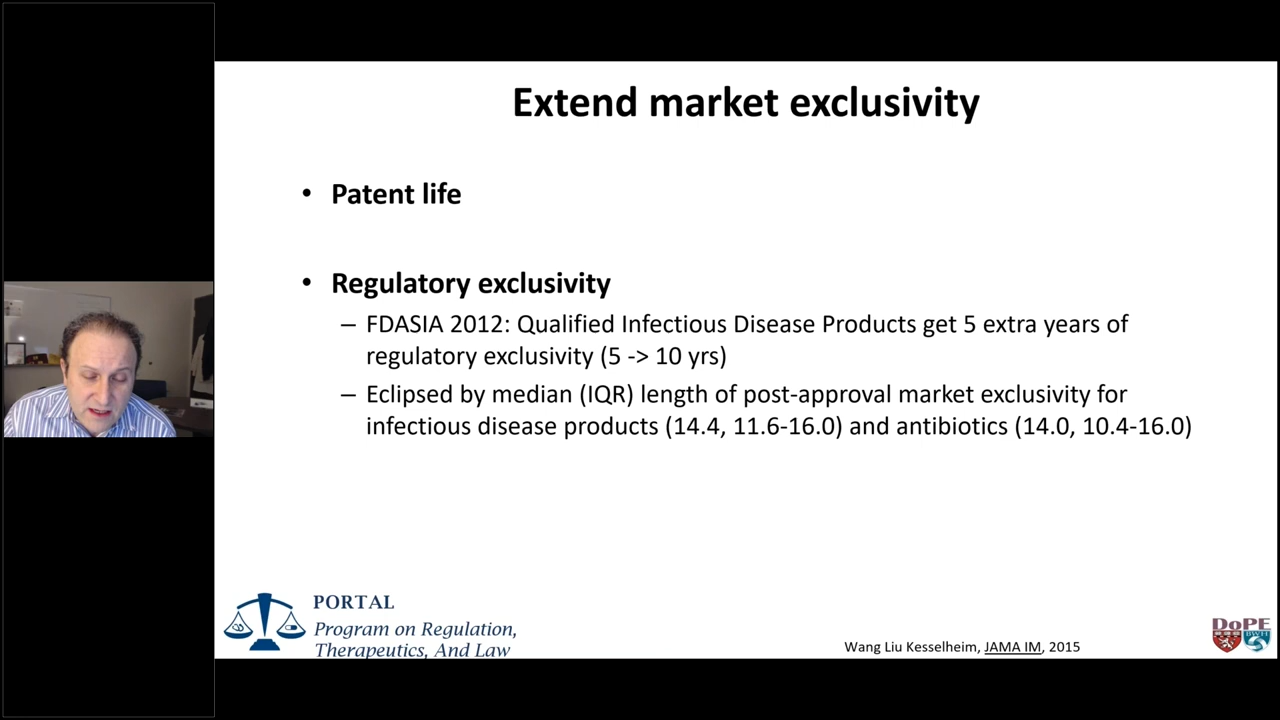 Extend market exclusivity
• Patent life
• Regulatory exclusivity
– FDASIA 2012: Qualified Infectious Disease Products get 5 extra years of
regulatory exclusivity (5 -> 10 yrs)
– Eclipsed by median (IQR) length of post-approval market exclusivity for
infectious disease products (14.4, 11.6-16.0) and antibiotics (14.0, 10.4-16.0)
PORTAL
Program on Regulation,
Therapeutics, And Law
Wang Liu Kesselheim, JAMA IM, 2015
DoPE
BWH